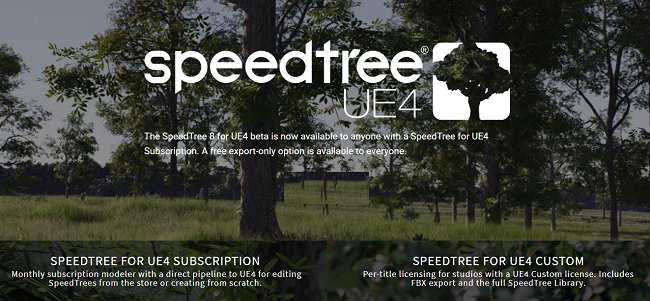 speedtree®
UE4
The SpeedTree 8 for UE4 beta is now available to anyone with a SpeedTree for UE4
Subscription. A free export-only option is available to everyone.
SPEEDTREE FOR UE4 SUBSCRIPTION
Monthly subscription modeler with a direct pipeline to UE4 for editing
SpeedTrees from the store or creating from scratch.
SPEEDTREE FOR UE4 CUSTOM
Per-title licensing for studios with a UE4 Custom license. Includes
FBX export and the full SpeedTree Library.